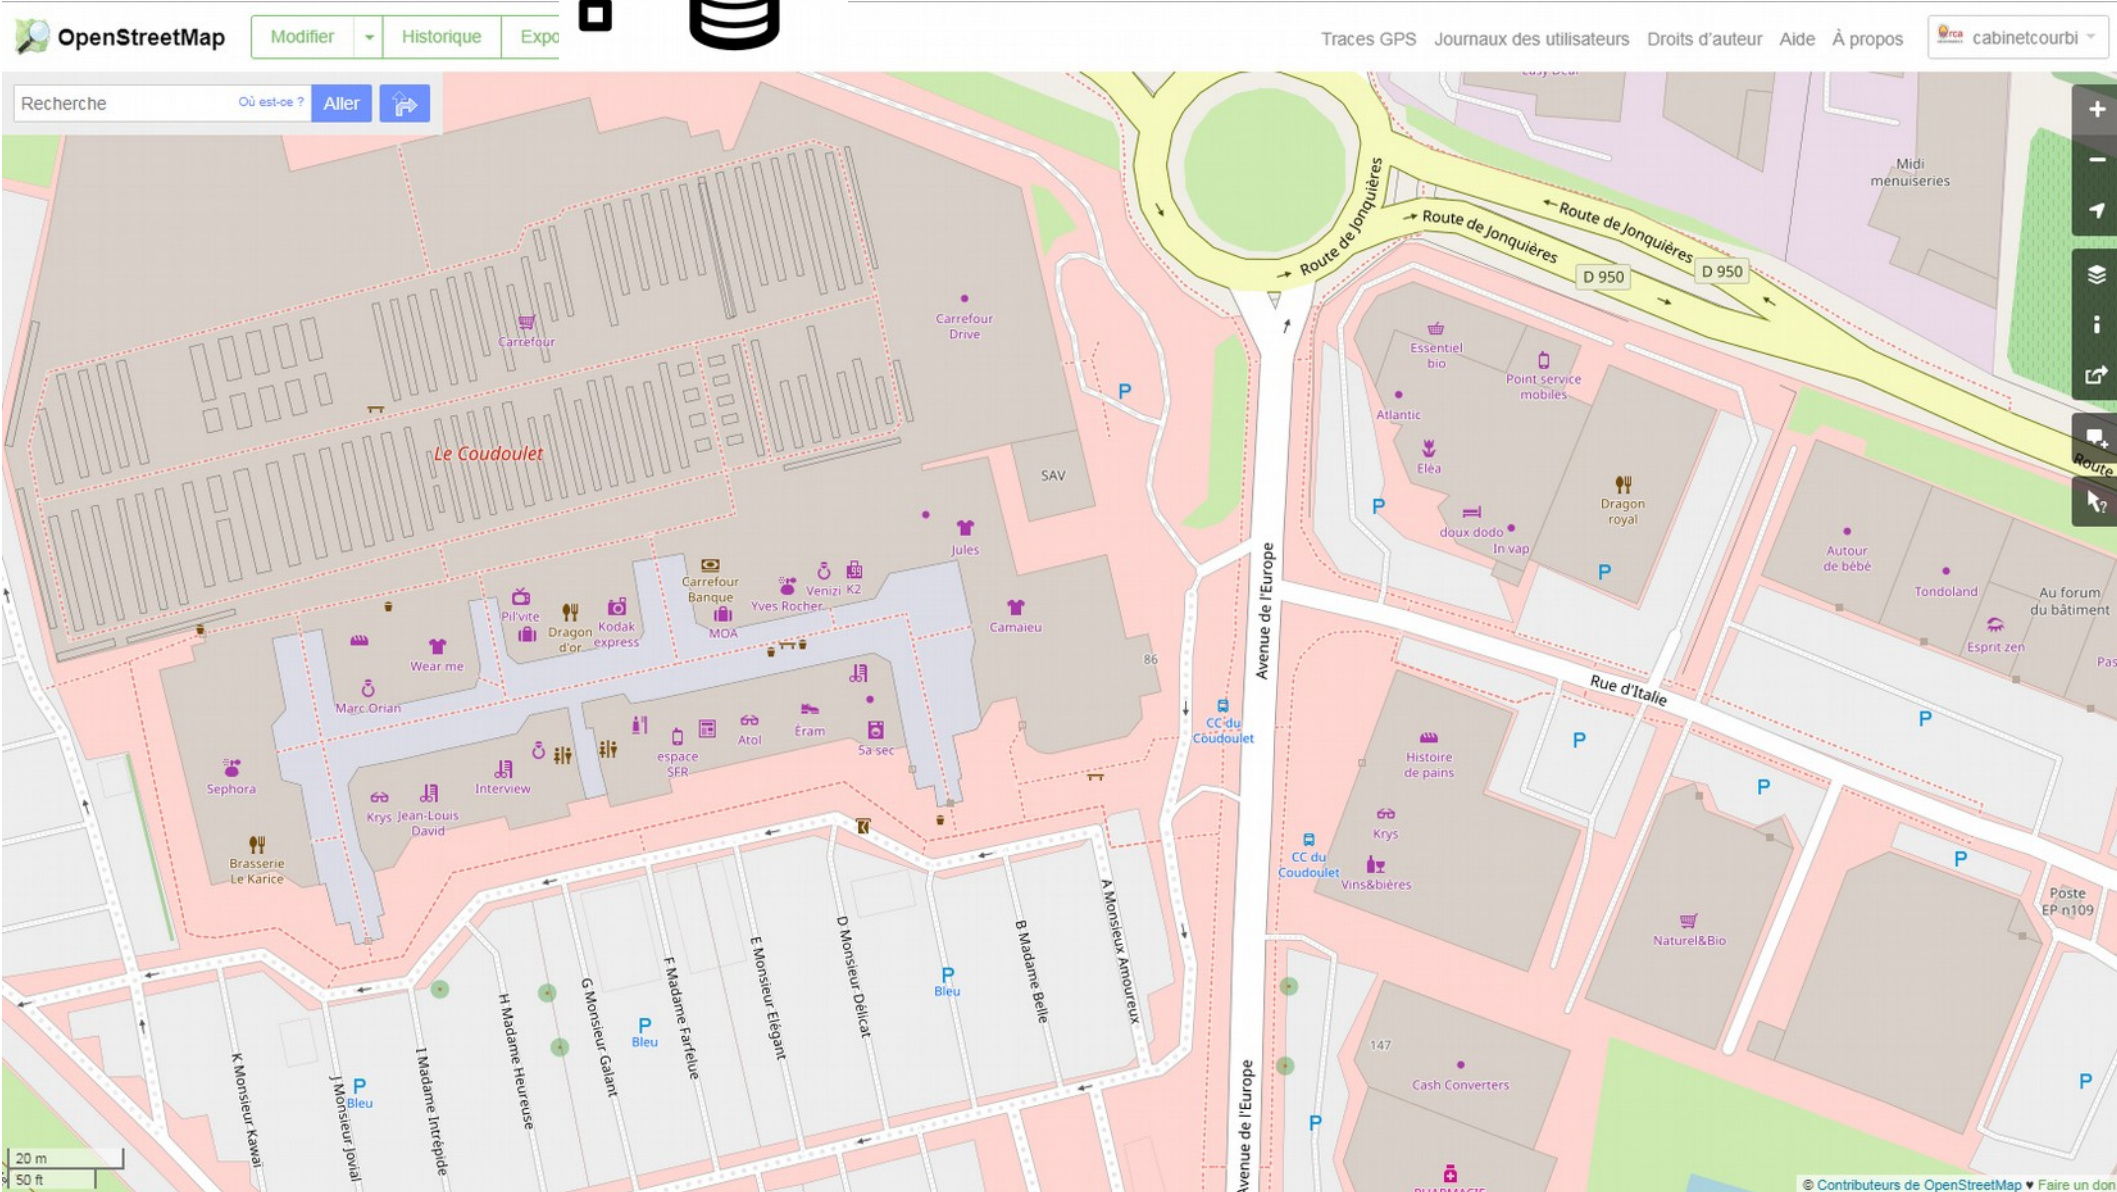 OpenStreetMap
Modifier
Historique
Expo
Traces GPS
Journaux des utilisateurs
Droits d'auteur
Aide
À propos
cabinetcourbi
Recherche
Où est-ce ?
Aller
Midi
menuiseries
Route de Jonquières
Route de Jonquières
Route de Jonquières
D 950
D 950
Route
Carrefour
Drive
Carrefour
P
Essentiel
bio
Point service
mobiles
Atlantic
Le Coudoulet
SAV
Eléa
P
Dragon
royal
doux dodo
In vap
P
Autour
de bébé
Tondoland
Au forum
du bâtiment
Esprit zen
Pas
Jules
Carrefour
Banque
Yves Rocher
Venizi
K2
MOA
Pil'vite
Dragon
d'or
Kodak
express
Wear me
Marc Orian
Camaieu
86
Avenue de l'Europe
Rue d'Italie
CC du
Coudoulet
P
P
P
P
Éram
Atol
5a sec
espace
SFR
Interview
Krys
Jean-Louis
David
Sephora
Brasserie
Le Karice
Histoire
de pains
Krys
Vins&bières
CC du
Coudoulet
Naturel&Bio
Poste
EP n109
A Monsieux Amoureux
B Madame Belle
D Monsieur Délicat
E Monsieur Elégant
F Madame Farfelue
G Monsieur Galant
H Madame Heureuse
I Madame Intrépide
J Monsieur Jovial
K Monsieur Kawai
P
Bleu
P
Bleu
P
Bleu
147
Cash Converters
P
P
Avenue de l'Europe
PHARMACIE
20 m
50 ft
© Contributeurs de OpenStreetMap ♥ Faire un don